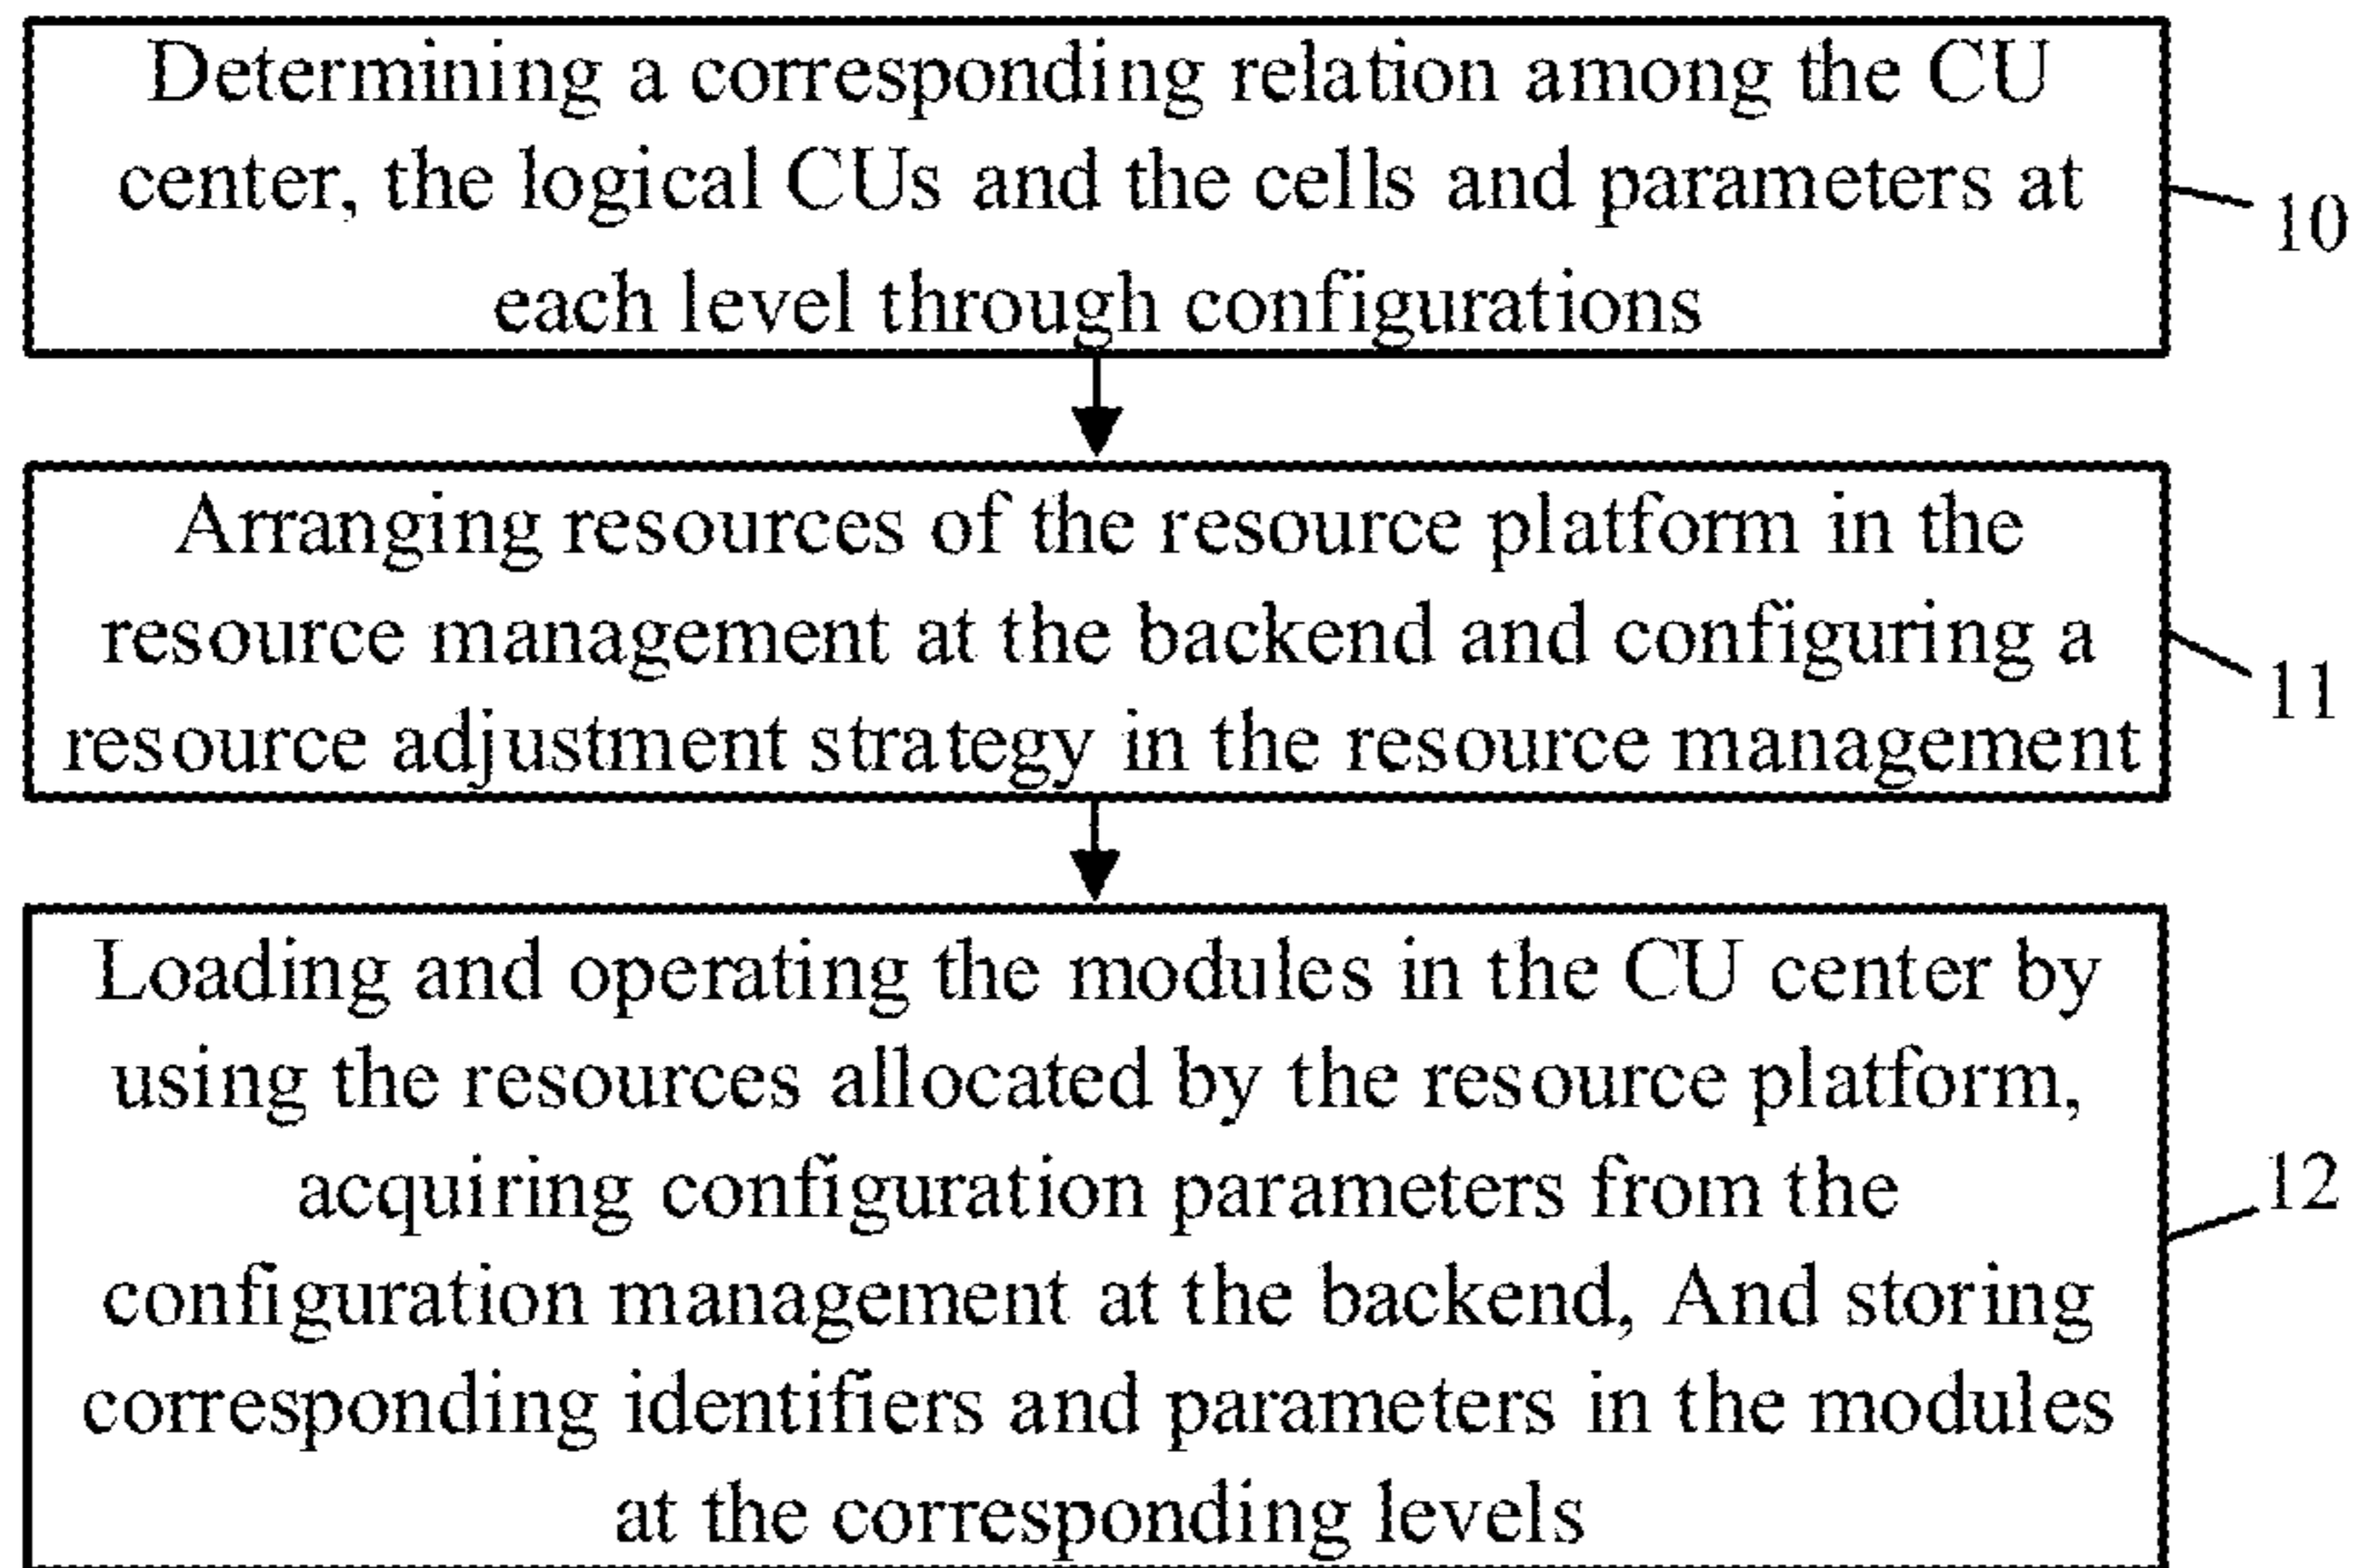 Determining a corresponding relation among the CU
center, the logical CUs and the cells and parameters at
each level through configurations
10
Arranging resources of the resource platform in the
resource management at the backend and configuring a
resource adjustment strategy in the resource management
11
Loading and operating the modules in the CU center by
using the resources allocated by the resource platform,
acquiring configuration parameters from the
configuration management at the backend, And storing
corresponding identifiers and parameters in the modules
at the corresponding levels
12